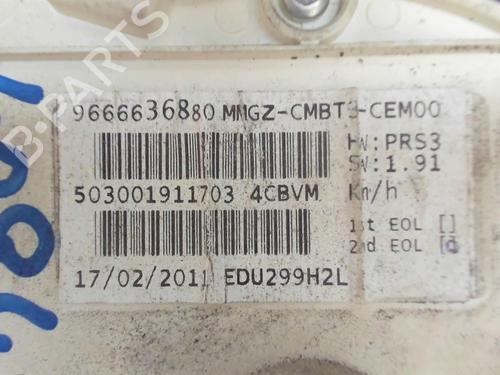 9666636880 MMGZ-CMBT3-CEM00
HW:PRS3
SW:1.91
503001911703 4CBVM
Km/h
1st EOL []
2nd EOL [d
17/02/2011 EDU299H2L
B-PARTS